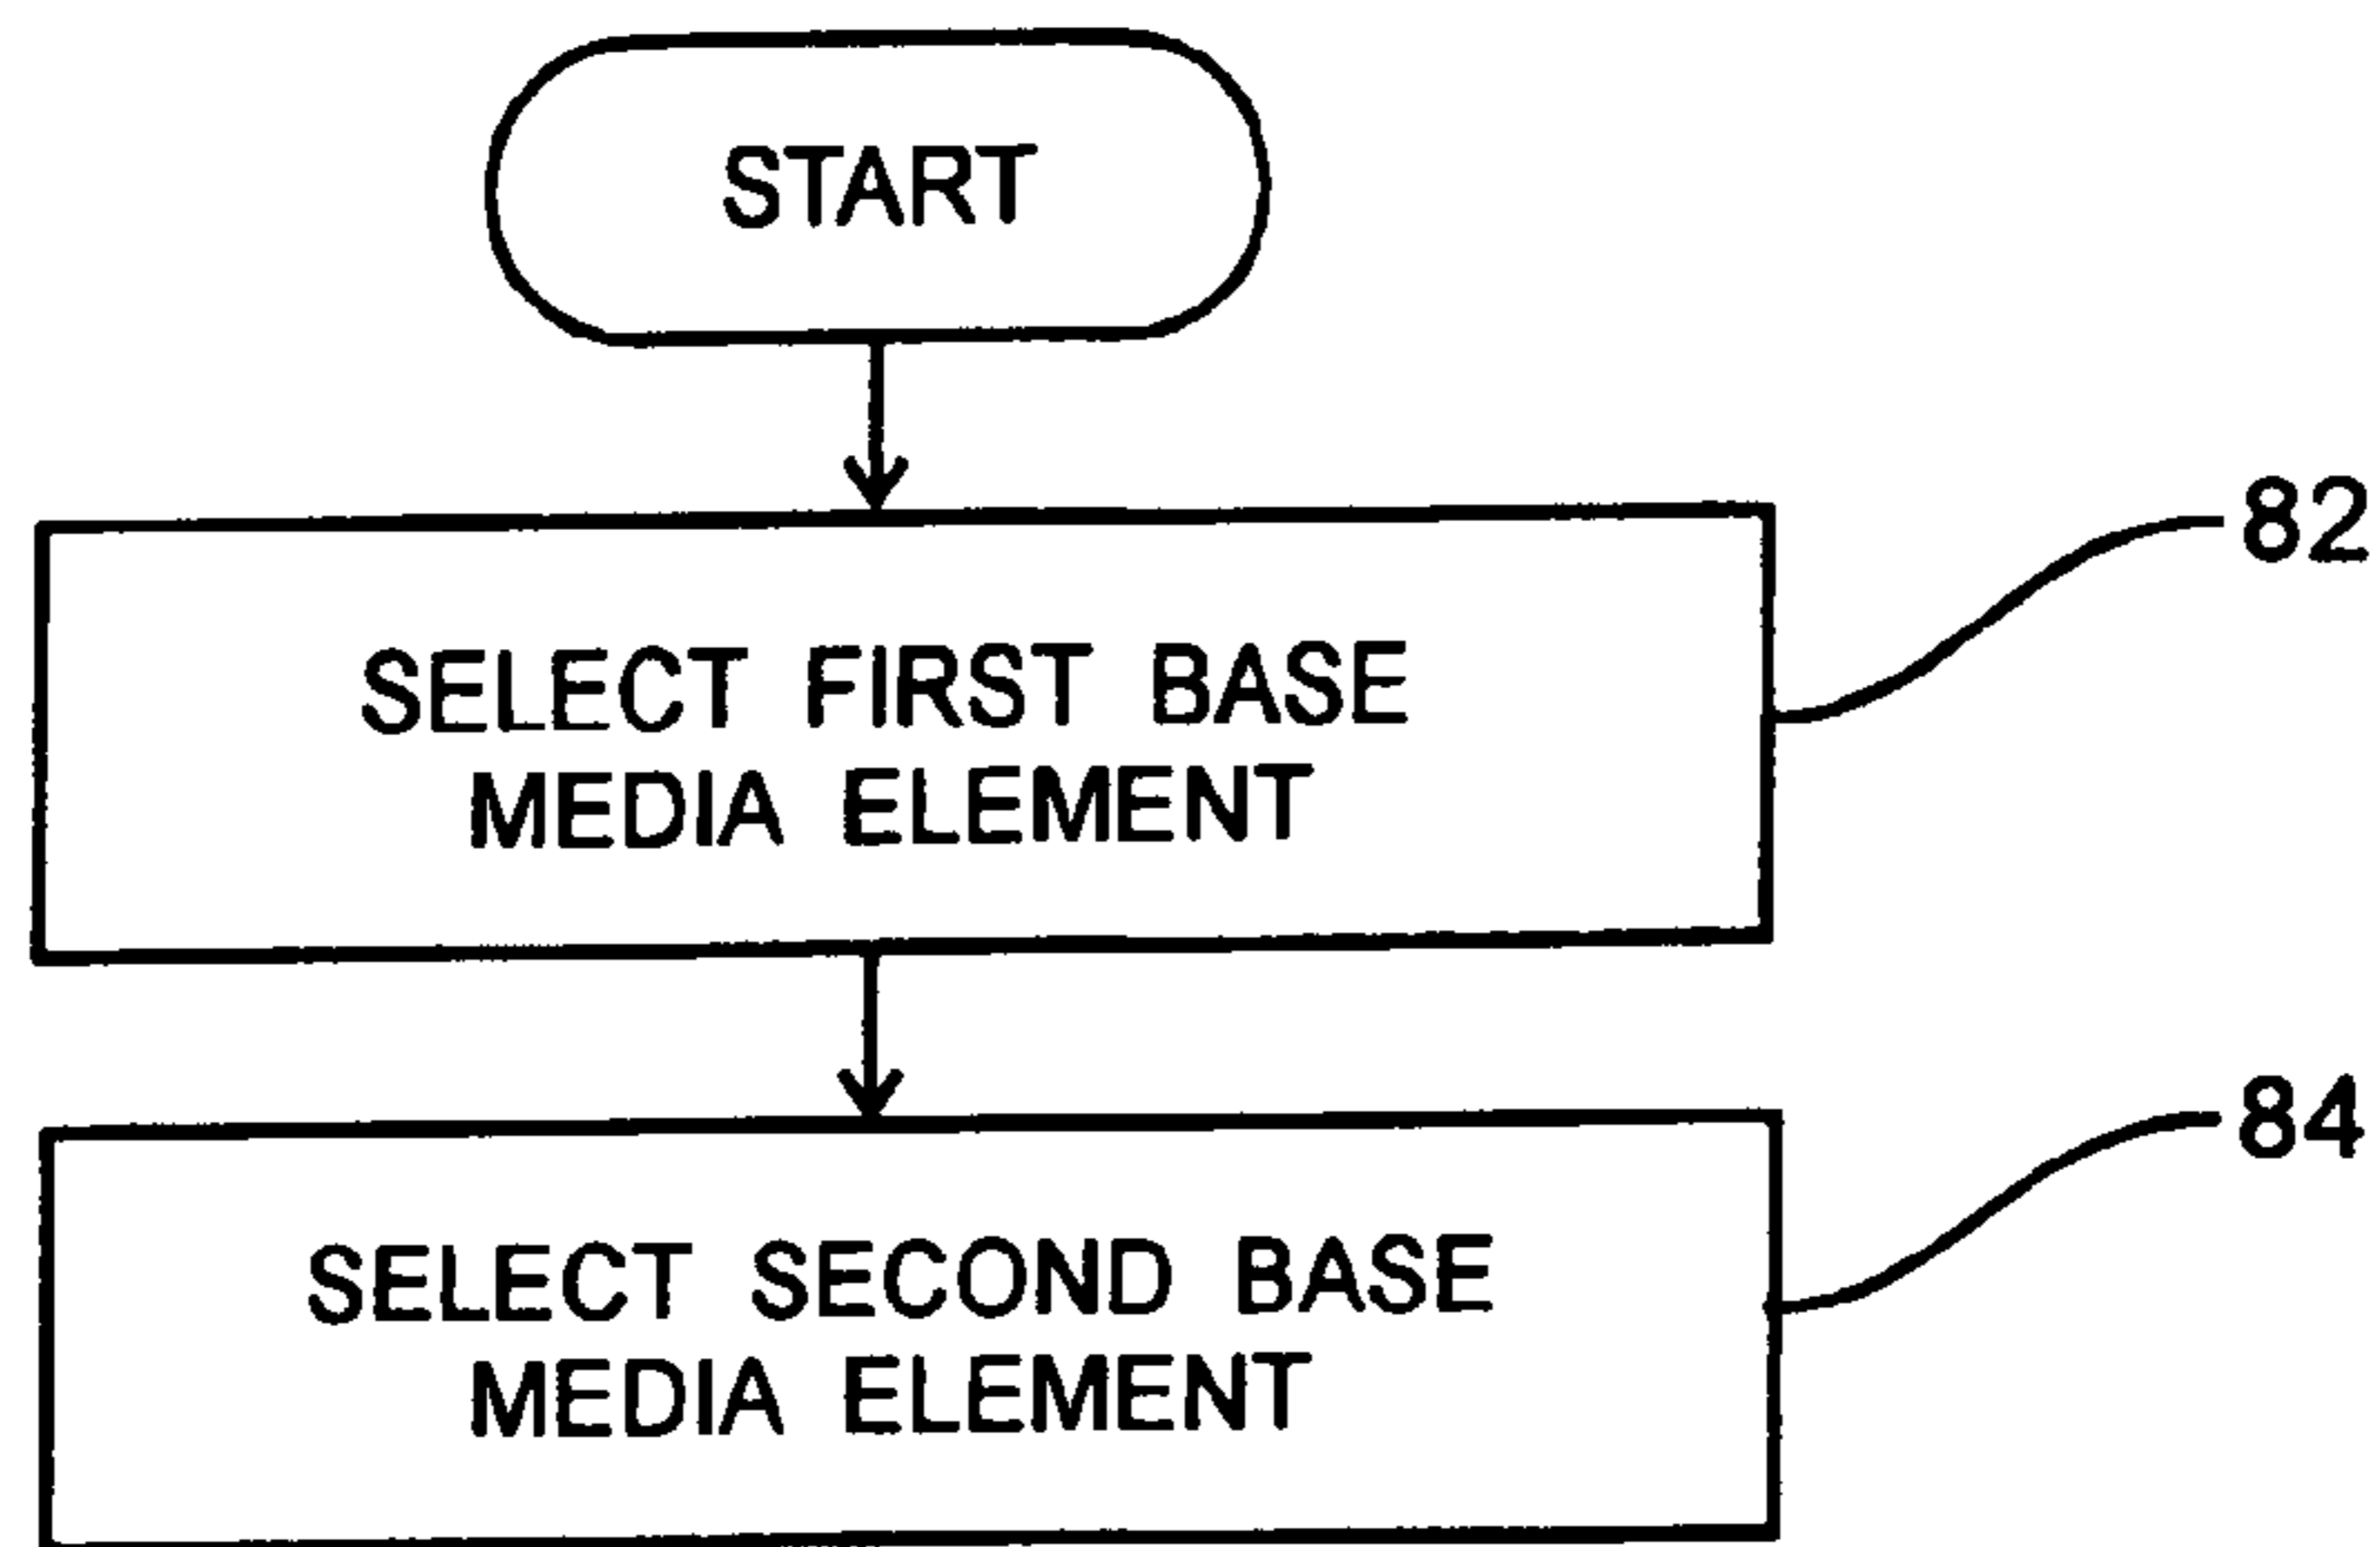 START
82
SELECT FIRST BASE
MEDIA ELEMENT
84
SELECT SECOND BASE
MEDIA ELEMENT